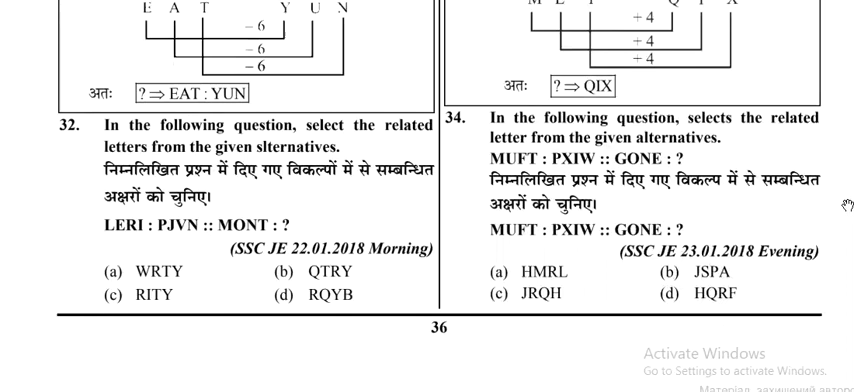 E A T Y U N
– 6
– 6
– 6
अतः ? ⇒ EAT : YUN
32. In the following question, select the related
letters from the given slternatives.
निम्नलिखित प्रश्न में दिए गए विकल्पों में से सम्बन्धित
अक्षरों को चुनिए।
LERI : PJVN :: MONT : ?
(SSC JE 22.01.2018 Morning)
(a) WRTY (b) QTRY
(c) RITY (d) RQYB
+ 4
+ 4
+ 4
अतः ? ⇒ QIX
34. In the following question, selects the related
letter from the given alternatives.
MUFT : PXIW :: GONE : ?
निम्नलिखित प्रश्न में दिए गए विकल्प में से सम्बन्धित
अक्षरों को चुनिए।
MUFT : PXIW :: GONE : ?
(SSC JE 23.01.2018 Evening)
(a) HMRL (b) JSPA
(c) JRQH (d) HQRF
36
Activate Windows
Go to Settings to activate Windows.